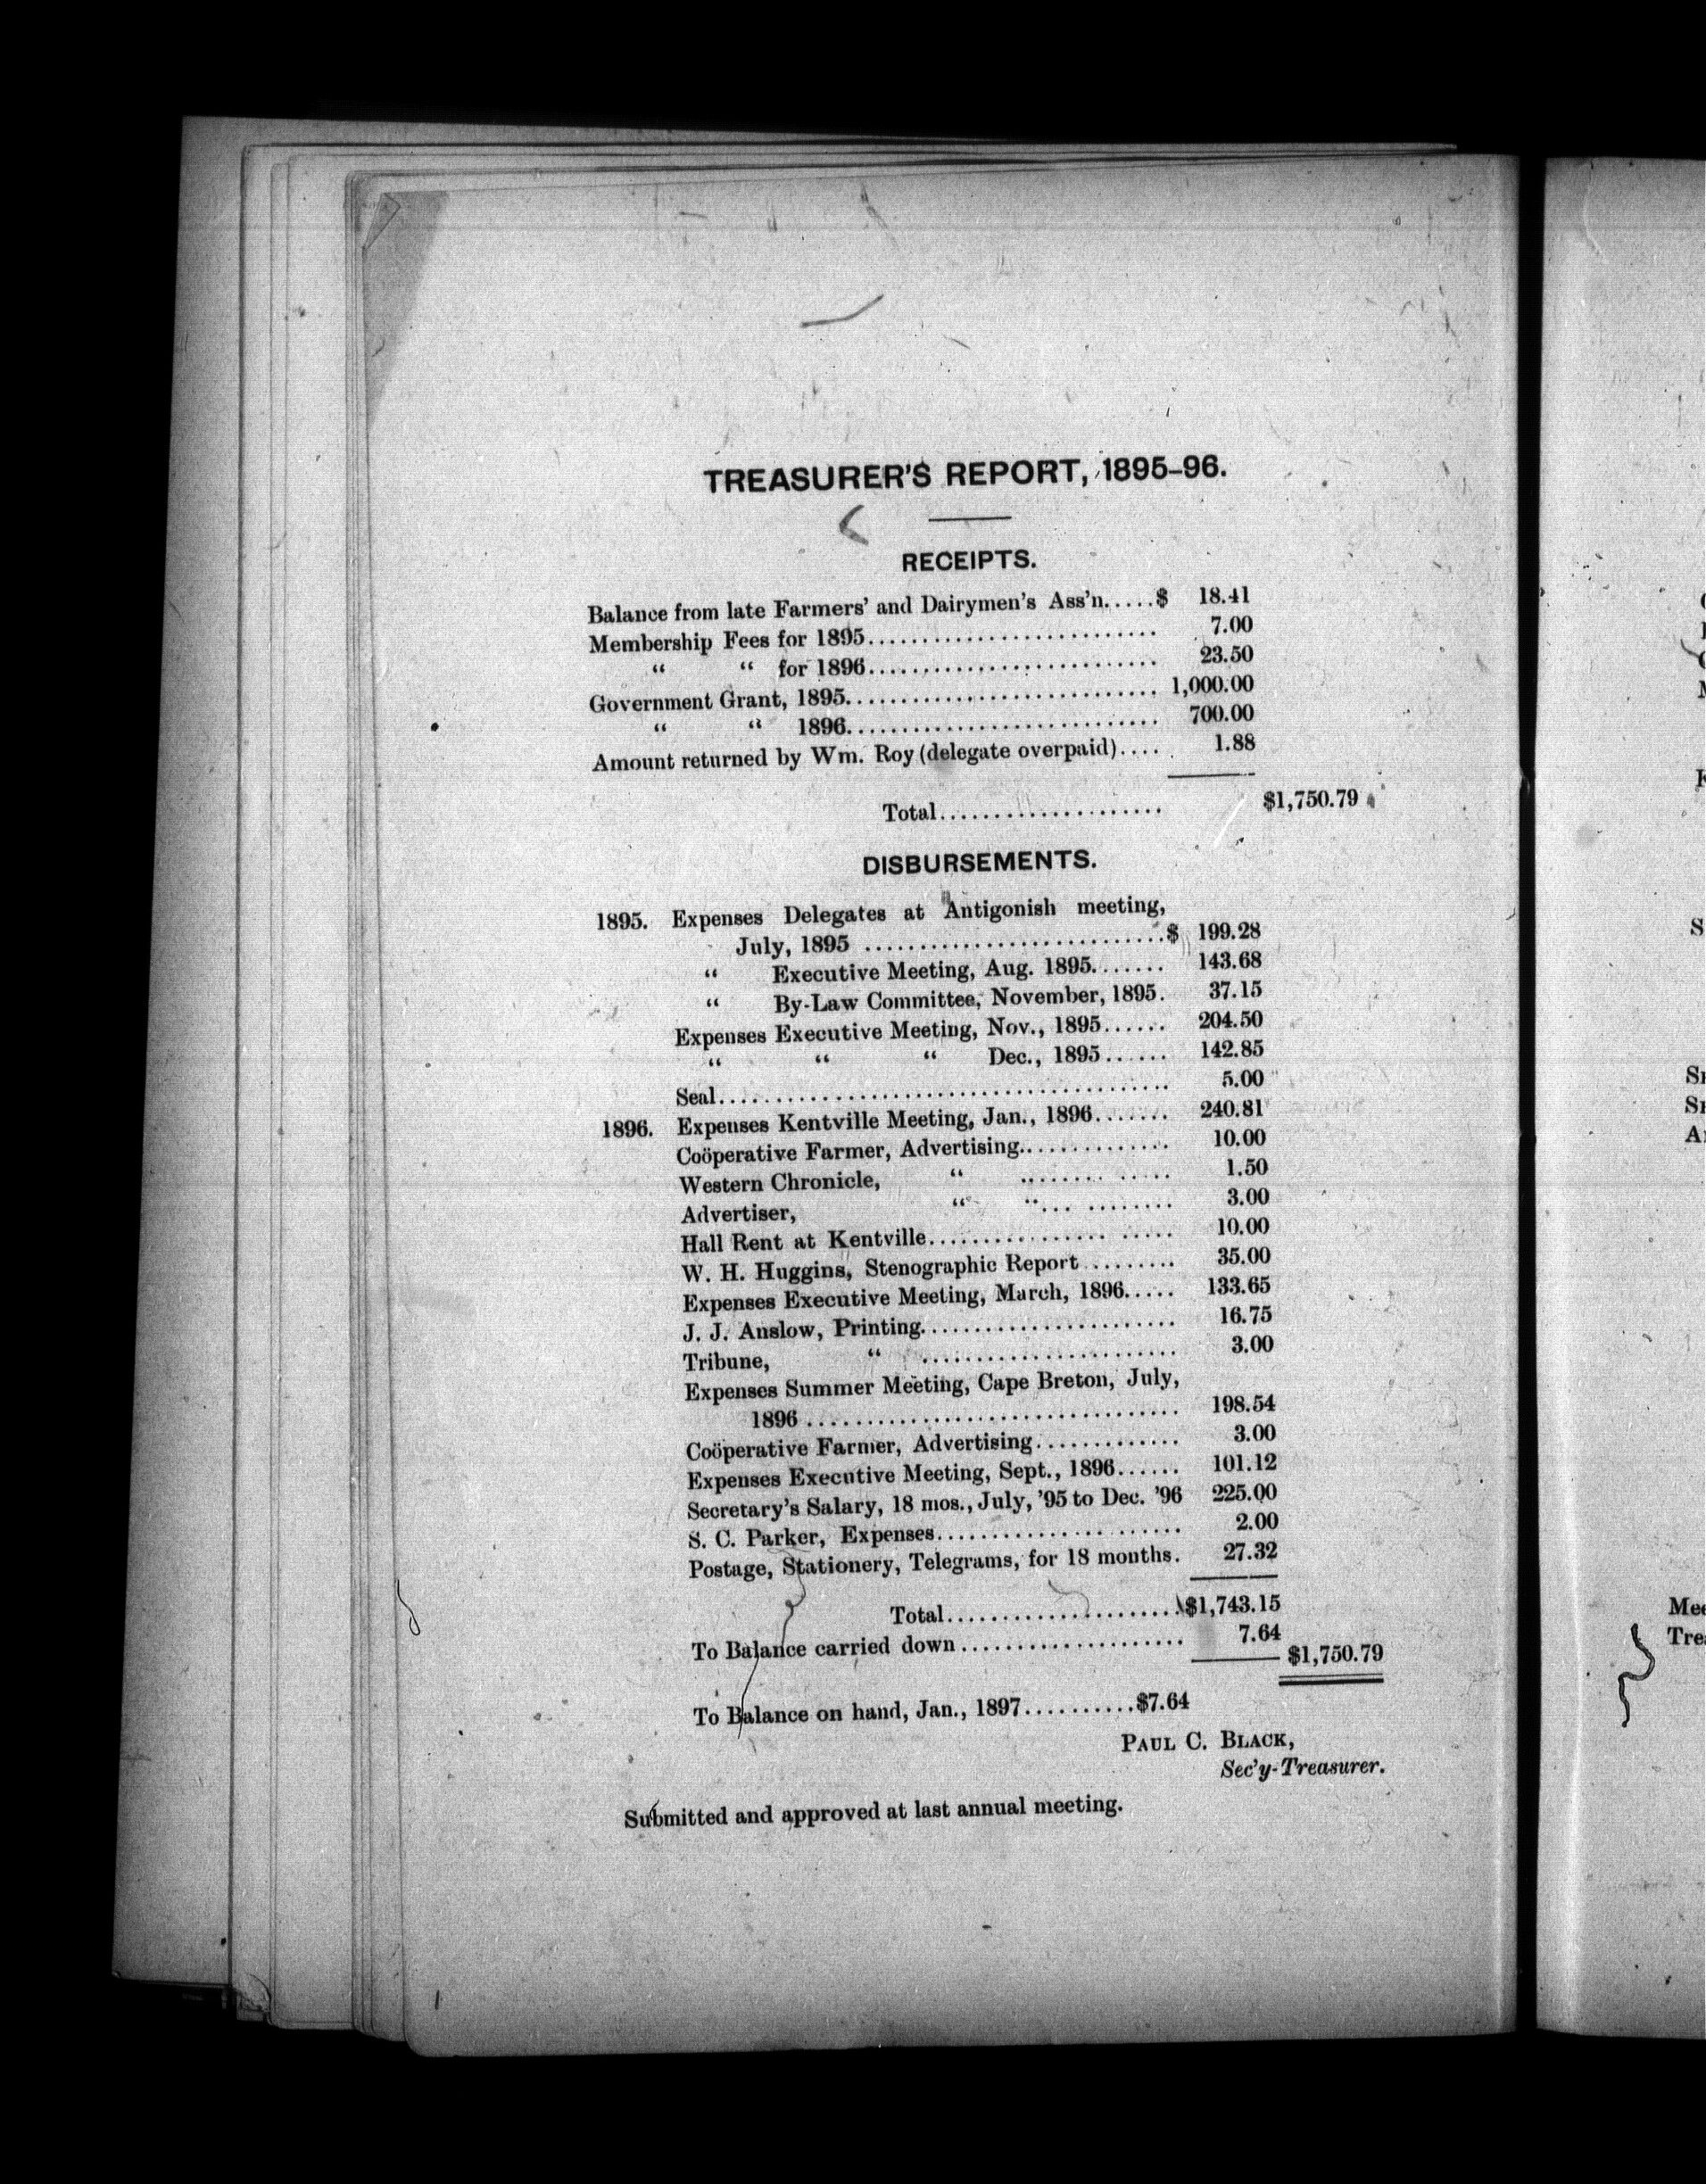 TREASURER'S REPORT, 1895-96.
RECEIPTS.
Balance from late Farmers' and Dairymen's Ass'n.....$ 18.41
Membership Fees for 1895.......................... 7.00
“ “ for 1896.......................... 23.50
Government Grant, 1895............................ 1,000.00
“ “ 1896............................ 700.00
Amount returned by Wm. Roy (delegate overpaid).... 1.88
Total.................... $1,750.79
DISBURSEMENTS.
1895. Expenses Delegates at Antigonish meeting,
July, 1895 ...........................$ 199.28
“ Executive Meeting, Aug. 1895....... 143.68
“ By-Law Committee, November, 1895. 37.15
Expenses Executive Meeting, Nov., 1895...... 204.50
“ “ “ Dec., 1895...... 142.85
Seal......................................... 5.00
1896. Expenses Kentville Meeting, Jan., 1896....... 240.81
Coöperative Farmer, Advertising.............. 10.00
Western Chronicle, “ ........ ..... 1.50
Advertiser, “ ..... ........ 3.00
Hall Rent at Kentville................ ..... 10.00
W. H. Huggins, Stenographic Report ......... 35.00
Expenses Executive Meeting, March, 1896..... 133.65
J. J. Anslow, Printing....................... 16.75
Tribune, “ ....................... 3.00
Expenses Summer Meeting, Cape Breton, July,
1896 .................................. 198.54
Coöperative Farmer, Advertising............. 3.00
Expenses Executive Meeting, Sept., 1896...... 101.12
Secretary's Salary, 18 mos., July, '95 to Dec. '96 225.00
S. C. Parker, Expenses...................... 2.00
Postage, Stationery, Telegrams, for 18 months. 27.32
Total.....................$1,743.15
To Balance carried down.................... 7.64
$1,750.79
To Balance on hand, Jan., 1897..........$7.64
PAUL C. BLACK,
Sec'y-Treasurer.
Submitted and approved at last annual meeting.